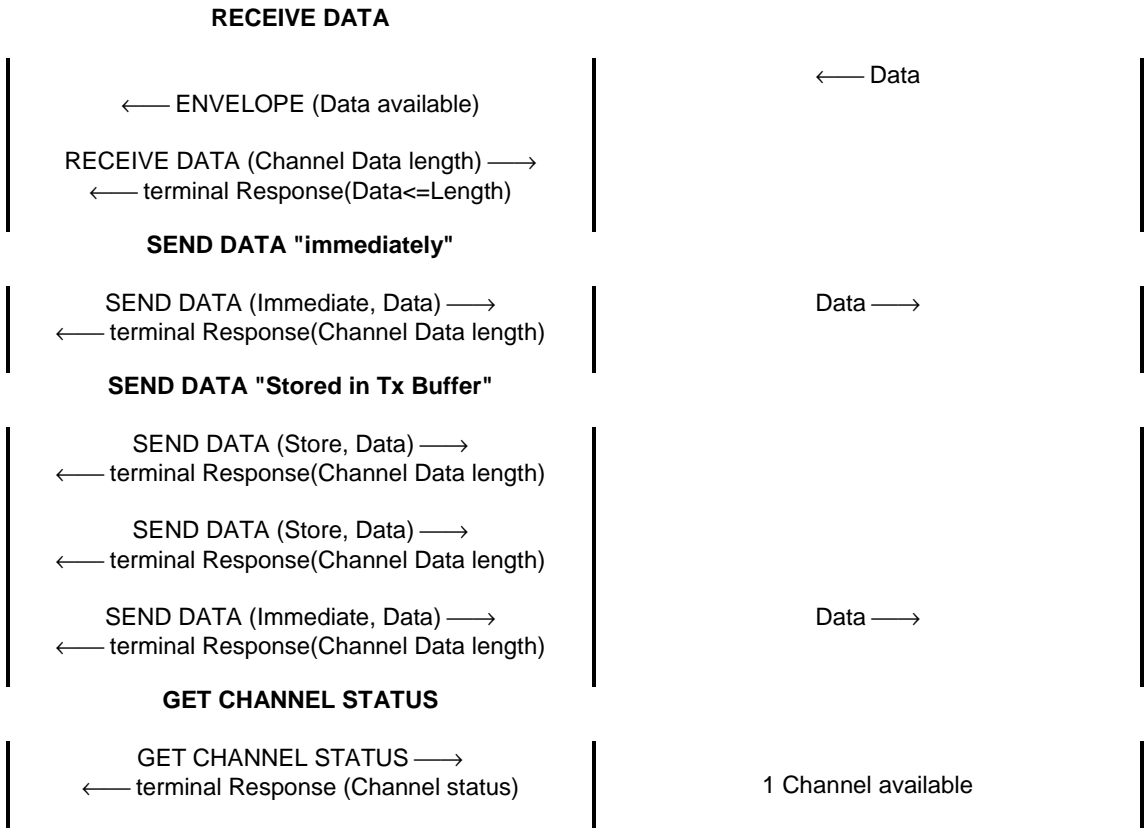 RECEIVE DATA
←── Data
←── ENVELOPE (Data available)
RECEIVE DATA (Channel Data length) ──→
←── terminal Response(Data<=Length)
SEND DATA "immediately"
SEND DATA (Immediate, Data) ──→ Data ──→
←── terminal Response(Channel Data length)
SEND DATA "Stored in Tx Buffer"
SEND DATA (Store, Data) ──→
←── terminal Response(Channel Data length)
SEND DATA (Store, Data) ──→
←── terminal Response(Channel Data length)
SEND DATA (Immediate, Data) ──→ Data ──→
←── terminal Response(Channel Data length)
GET CHANNEL STATUS
GET CHANNEL STATUS ──→
←── terminal Response (Channel status) 1 Channel available